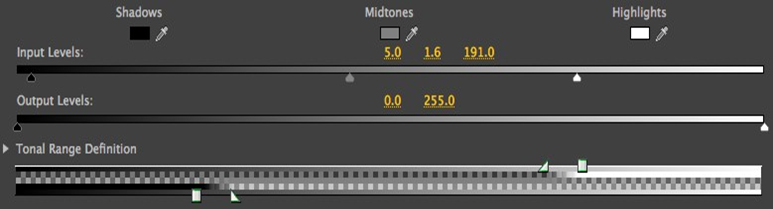 Shadows Midtones Highlights
Input Levels: 5.0 1.6 191.0
Output Levels: 0.0 255.0
Tonal Range Definition